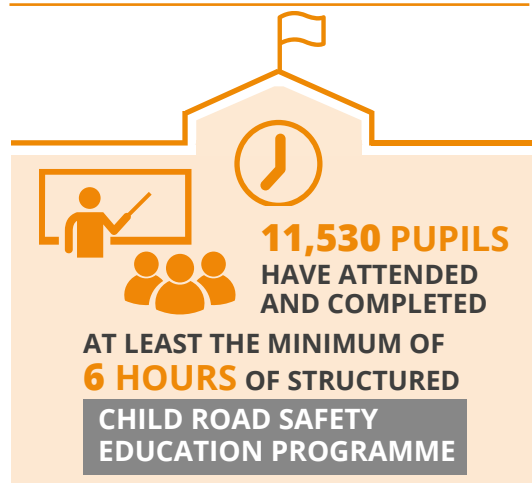 11,530 PUPILS
HAVE ATTENDED
AND COMPLETED
AT LEAST THE MINIMUM OF
6 HOURS OF STRUCTURED
CHILD ROAD SAFETY
EDUCATION PROGRAMME